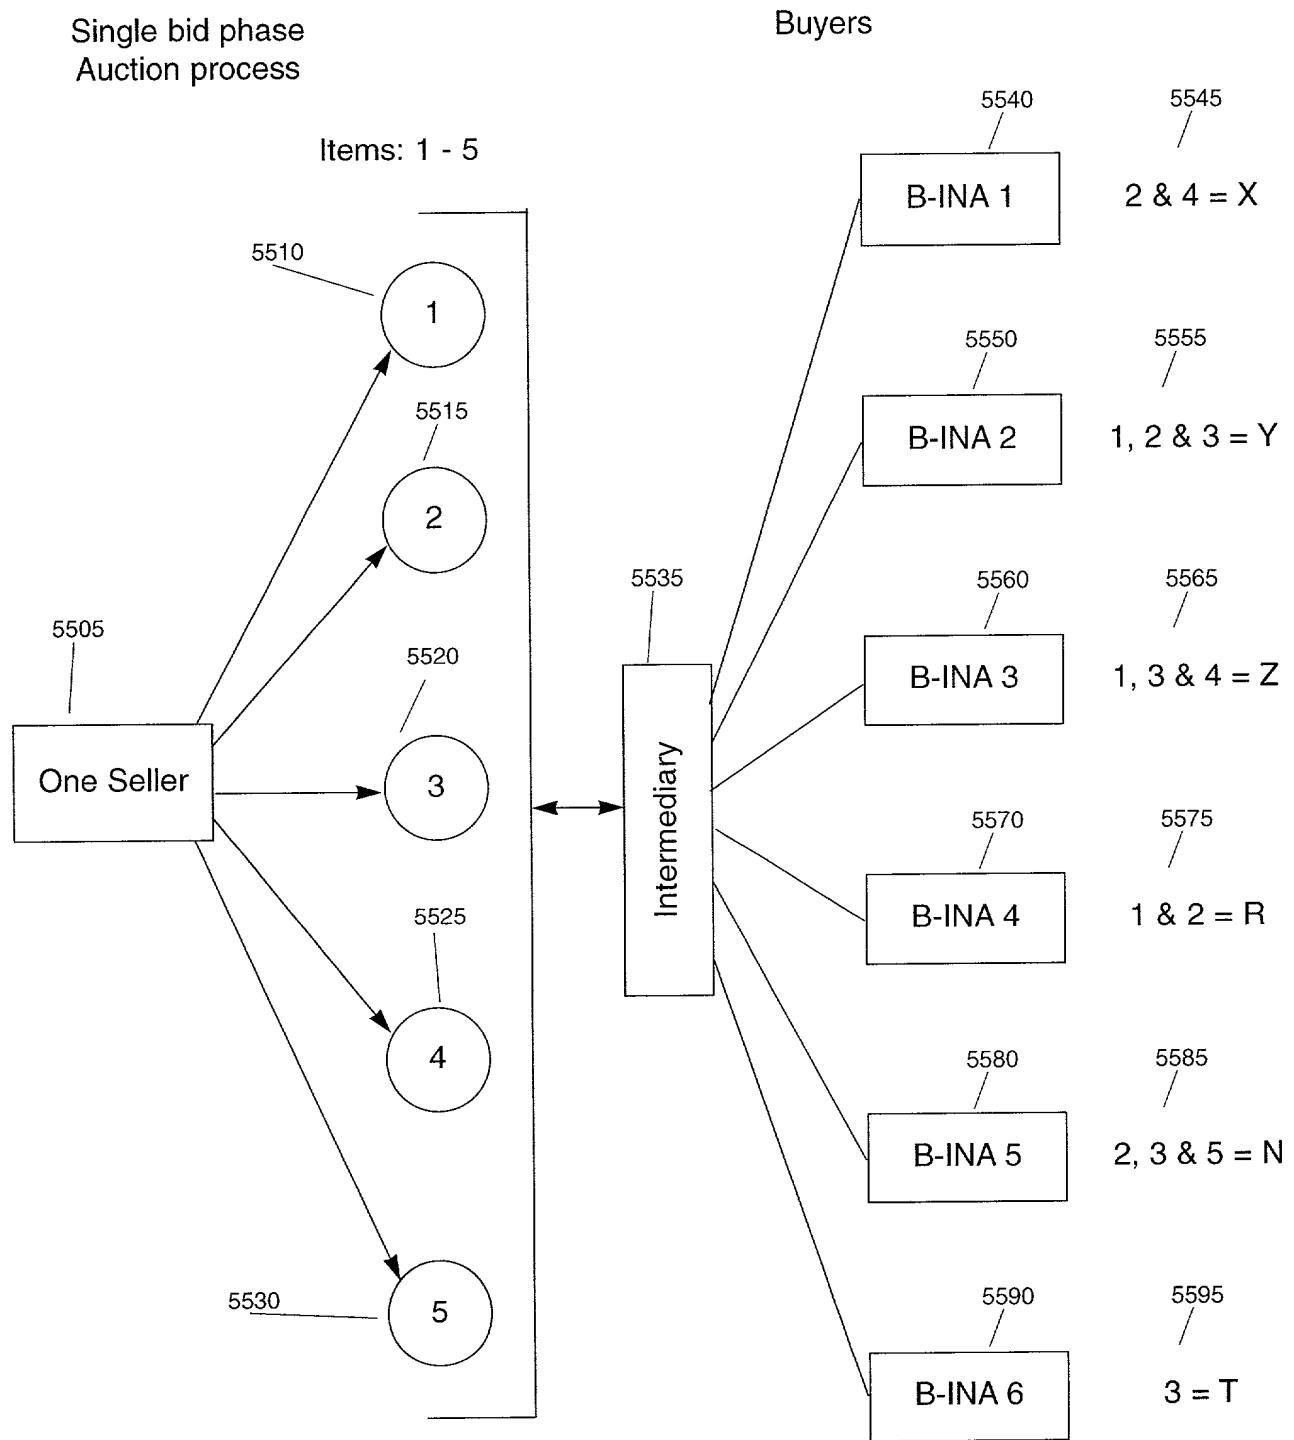 Single bid phase
Auction process
Buyers
Items: 1 - 5
5540
5545
B-INA 1
2 & 4 = X
5510
1
5550
5555
5515
B-INA 2
1, 2 & 3 = Y
2
5535
5560
5565
5505
5520
B-INA 3
1, 3 & 4 = Z
One Seller
3
Intermediary
5570
5575
5525
B-INA 4
1 & 2 = R
4
5580
5585
B-INA 5
2, 3 & 5 = N
5530
5
5590
5595
B-INA 6
3 = T